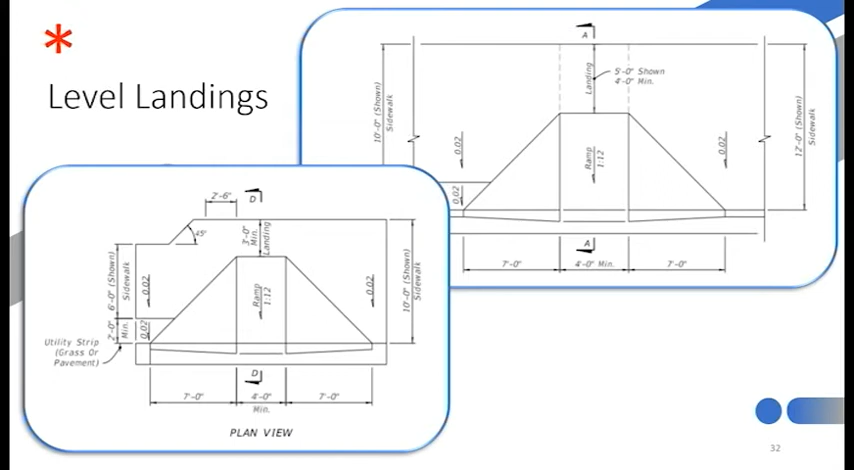 *
Level Landings
A
Landing
5'-0" Shown
4'-0" Min.
10'-0" (Shown)
Sidewalk
0.02
0.02
Ramp
1:12
0.02
12'-0" (Shown)
Sidewalk
A
7'-0"
4'-0" Min.
7'-0"
2'-6"
D
45°
3'-0"
Min.
Landing
6'-0" (Shown)
Sidewalk
0.02
Ramp
1:12
0.02
10'-0" (Shown)
Sidewalk
2'-0"
Min.
0.02
Utility Strip
(Grass Or
Pavement)
D
7'-0"
4'-0"
Min.
7'-0"
PLAN VIEW
32